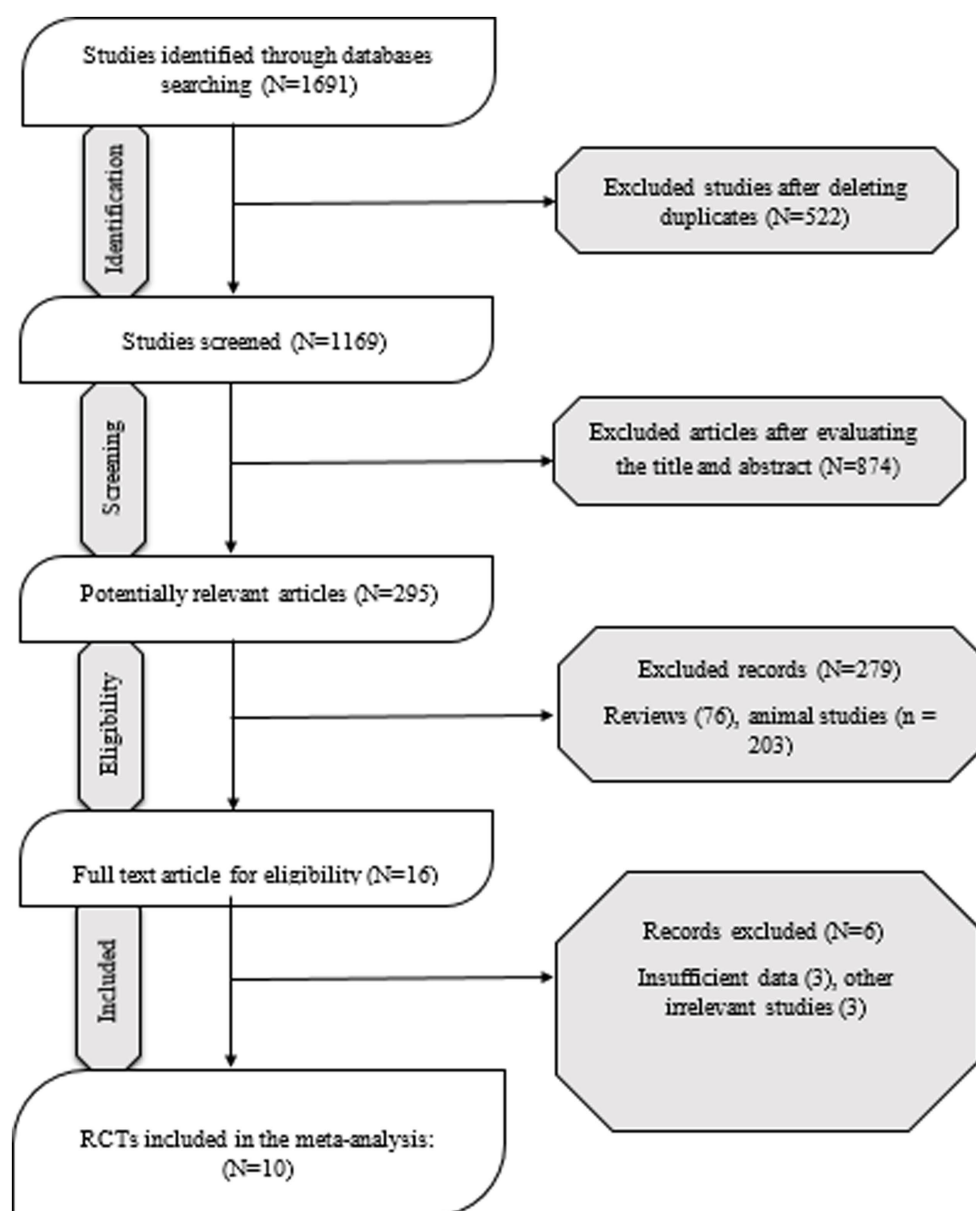 Studies identified through databases
searching (N=1691)
Identification
Excluded studies after deleting
duplicates (N=522)
Studies screened (N=1169)
Screening
Excluded articles after evaluating
the title and abstract (N=874)
Potentially relevant articles (N=295)
Eligibility
Excluded records (N=279)
Reviews (76), animal studies (n =
203)
Full text article for eligibility (N=16)
Included
Records excluded (N=6)
Insufficient data (3), other
irrelevant studies (3)
RCTs included in the meta-analysis:
(N=10)